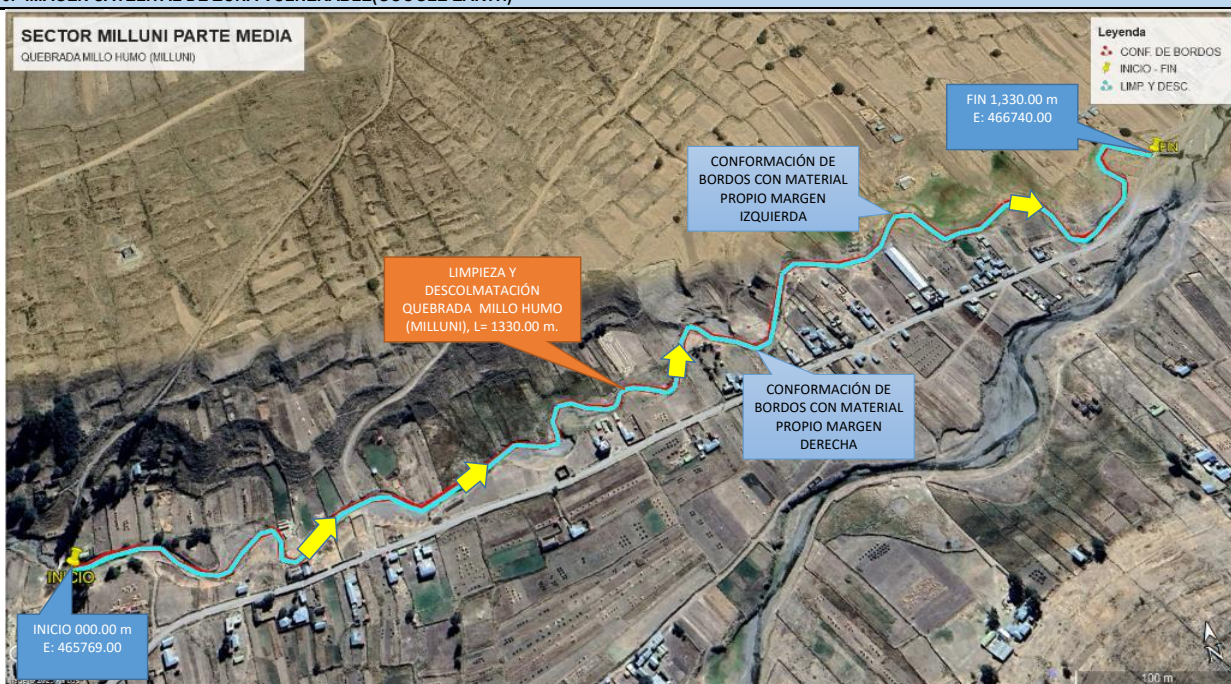 SECTOR MILLUNI PARTE MEDIA
QUEBRADA MILLO HUMO (MILLUNI)
Leyenda
CONF. DE BORDOS
INICIO - FIN
LIMP. Y DESC.
FIN 1,330.00 m
E: 466740.00
FIN
CONFORMACIÓN DE
BORDOS CON MATERIAL
PROPIO MARGEN
IZQUIERDA
LIMPIEZA Y
DESCOLMATACIÓN
QUEBRADA MILLO HUMO
(MILLUNI), L= 1330.00 m.
CONFORMACIÓN DE
BORDOS CON MATERIAL
PROPIO MARGEN
DERECHA
INICIO
INICIO 000.00 m
E: 465769.00
N
100 m